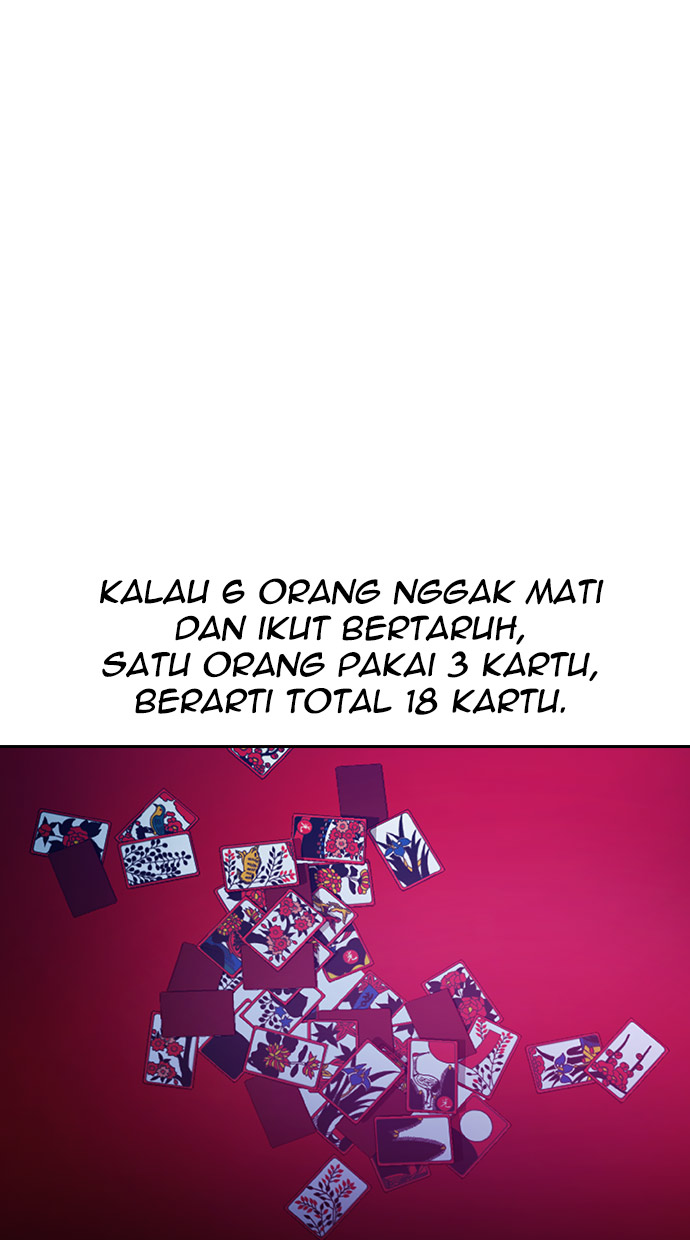 KALAU 6 ORANG NGGAK MATI
DAN IKUT BERTARUH,
SATU ORANG PAKAI 3 KARTU,
BERARTI TOTAL 18 KARTU.